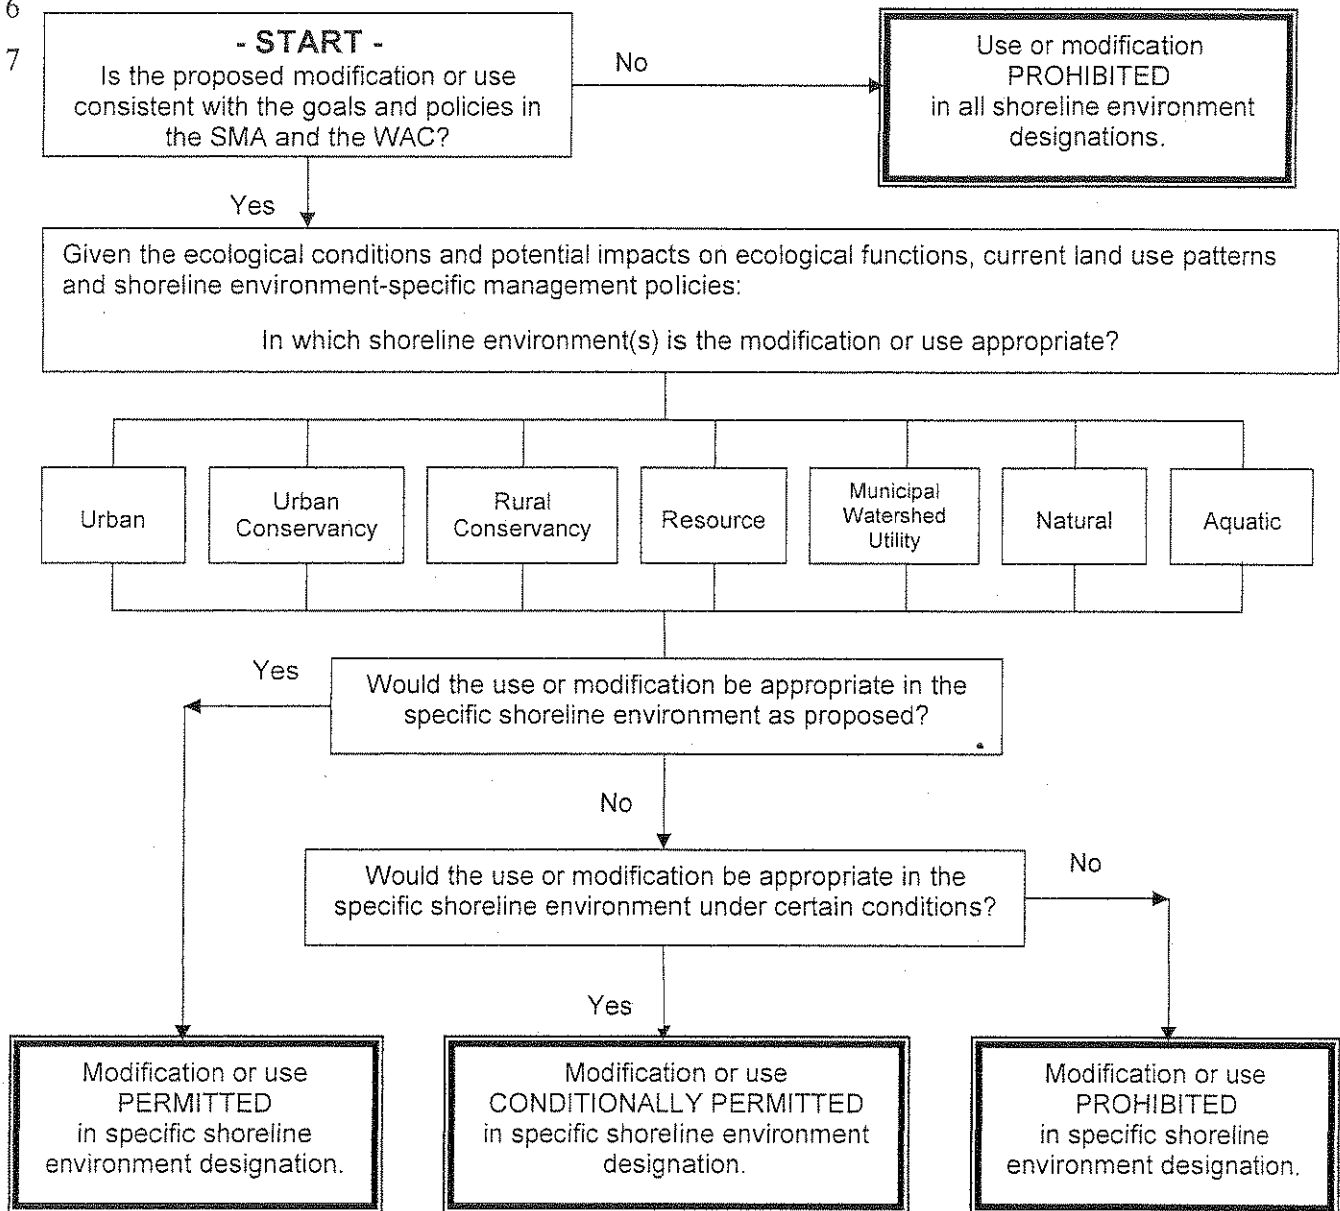 6
7
- START -
Is the proposed modification or use
consistent with the goals and policies in
the SMA and the WAC?
No
Use or modification
PROHIBITED
in all shoreline environment
designations.
Yes
Given the ecological conditions and potential impacts on ecological functions, current land use patterns
and shoreline environment-specific management policies:
In which shoreline environment(s) is the modification or use appropriate?
Urban
Urban
Conservancy
Rural
Conservancy
Resource
Municipal
Watershed
Utility
Natural
Aquatic
Yes
Would the use or modification be appropriate in the
specific shoreline environment as proposed?
No
Would the use or modification be appropriate in the
specific shoreline environment under certain conditions?
No
Yes
Modification or use
PERMITTED
in specific shoreline
environment designation.
Modification or use
CONDITIONALLY PERMITTED
in specific shoreline environment
designation.
Modification or use
PROHIBITED
in specific shoreline
environment designation.